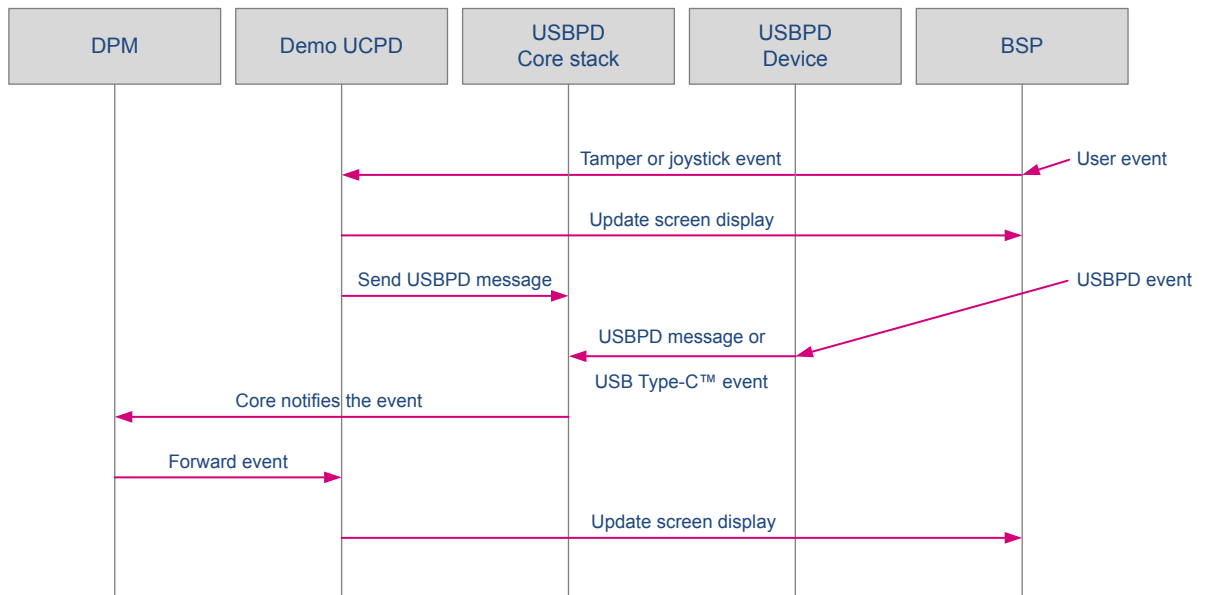 DPM
Demo UCPD
USBPD
Core stack
USBPD
Device
BSP
Tamper or joystick event
User event
Update screen display
Send USBPD message
USBPD event
USBPD message or
USB Type-C™ event
Core notifies the event
Forward event
Update screen display